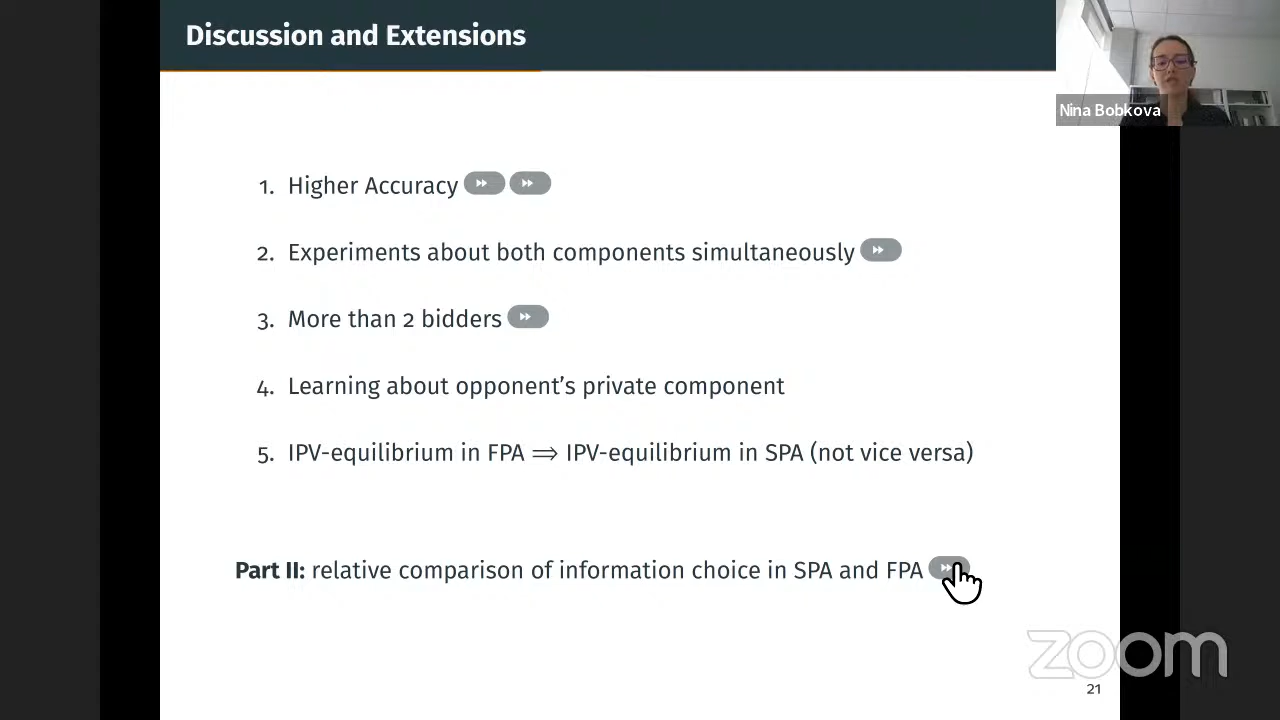 Discussion and Extensions
Nina Bobkova
1. Higher Accuracy
2. Experiments about both components simultaneously
3. More than 2 bidders
4. Learning about opponent's private component
5. IPV-equilibrium in FPA ⟹ IPV-equilibrium in SPA (not vice versa)
Part II: relative comparison of information choice in SPA and FPA
zoom
21